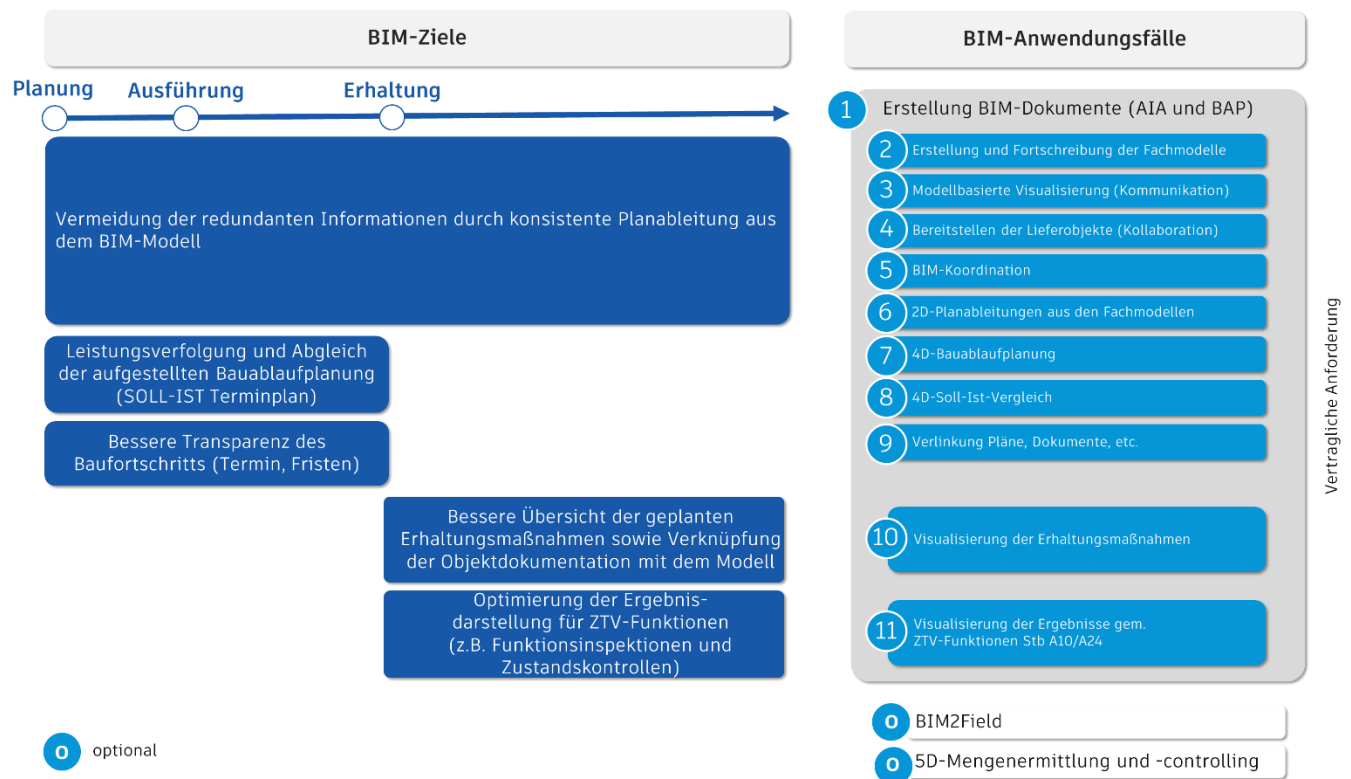 BIM-Ziele
Planung
Ausführung
Erhaltung
Vermeidung der redundanten Informationen durch konsistente Planableitung aus
dem BIM-Modell
Leistungsverfolgung und Abgleich
der aufgestellten Bauablaufplanung
(SOLL-IST Terminplan)
Bessere Transparenz des
Baufortschritts (Termin, Fristen)
Bessere Übersicht der geplanten
Erhaltungsmaßnahmen sowie Verknüpfung
der Objektdokumentation mit dem Modell
Optimierung der Ergebnis-
darstellung für ZTV-Funktionen
(z.B. Funktionsinspektionen und
Zustandskontrollen)
o optional
BIM-Anwendungsfälle
1 Erstellung BIM-Dokumente (AIA und BAP)
2 Erstellung und Fortschreibung der Fachmodelle
3 Modellbasierte Visualisierung (Kommunikation)
4 Bereitstellen der Lieferobjekte (Kollaboration)
5 BIM-Koordination
6 2D-Planableitungen aus den Fachmodellen
7 4D-Bauablaufplanung
8 4D-Soll-Ist-Vergleich
9 Verlinkung Pläne, Dokumente, etc.
10 Visualisierung der Erhaltungsmaßnahmen
11 Visualisierung der Ergebnisse gem.
ZTV-Funktionen Stb A10/A24
o BIM2Field
o 5D-Mengenermittlung und -controlling
Vertragliche Anforderung